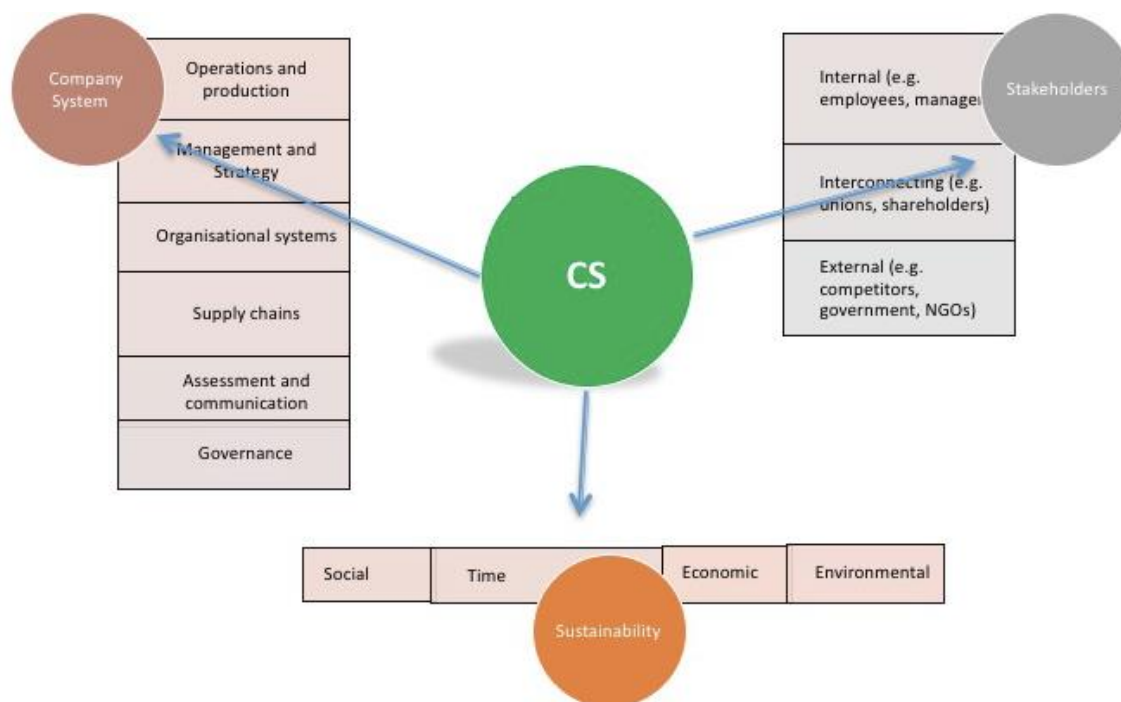 Company
System
Operations and
production
Management and
Strategy
Organisational systems
Supply chains
Assessment and
communication
Governance
CS
Internal (e.g.
employees, manager
Stakeholders
Interconnecting (e.g.
unions, shareholders)
External (e.g.
competitors,
government, NGOs)
Social
Time
Economic
Environmental
Sustainability